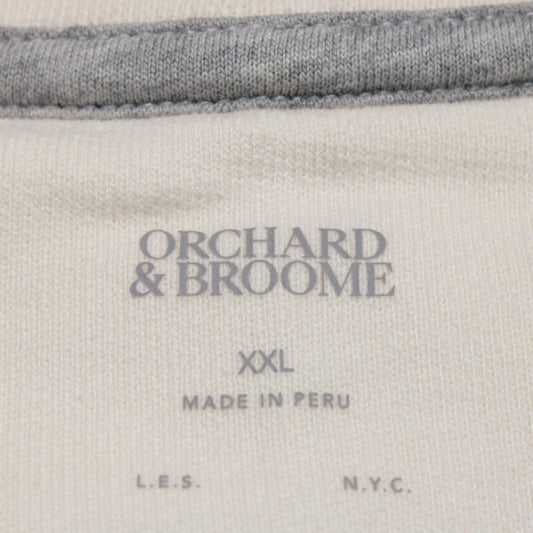 ORCHARD
& BROOME
XXL
MADE IN PERU
L.E.S. N.Y.C.